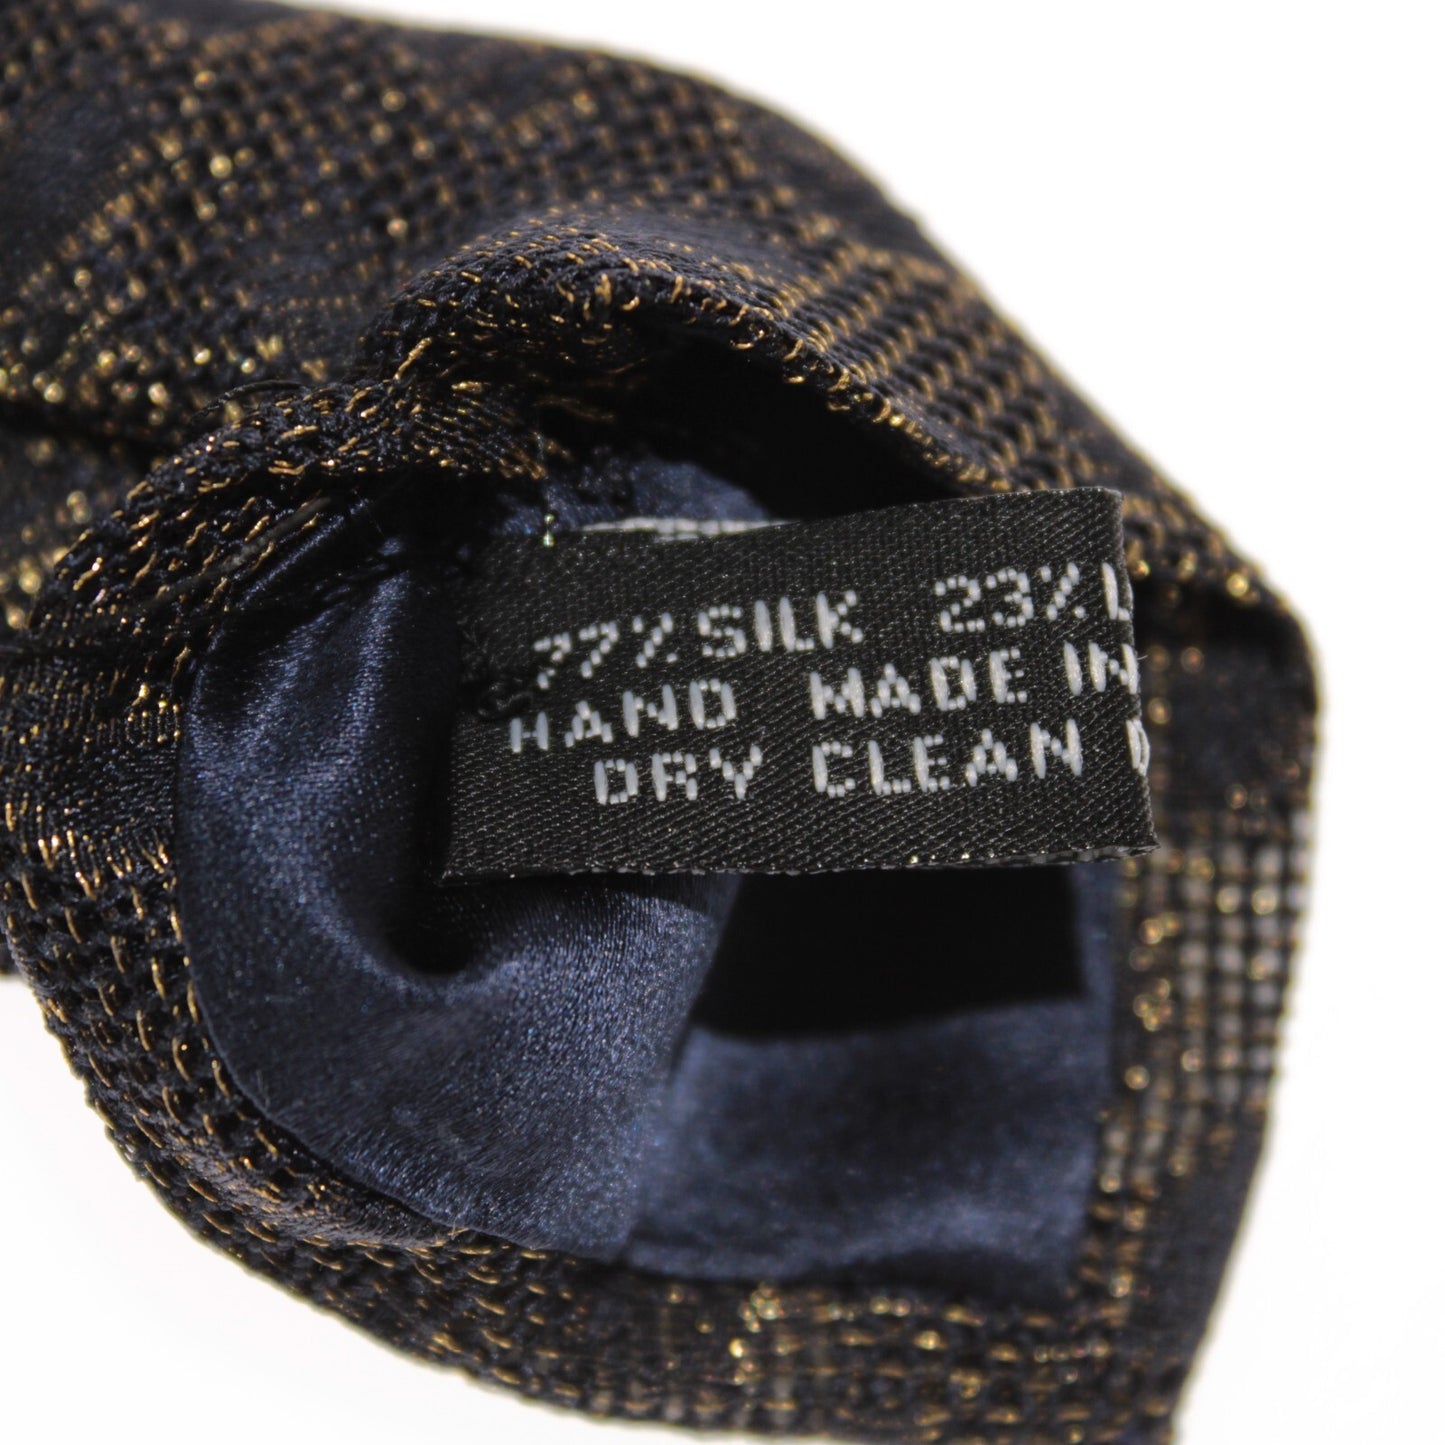 77% SILK 23% L
HAND MADE IN
DRY CLEAN